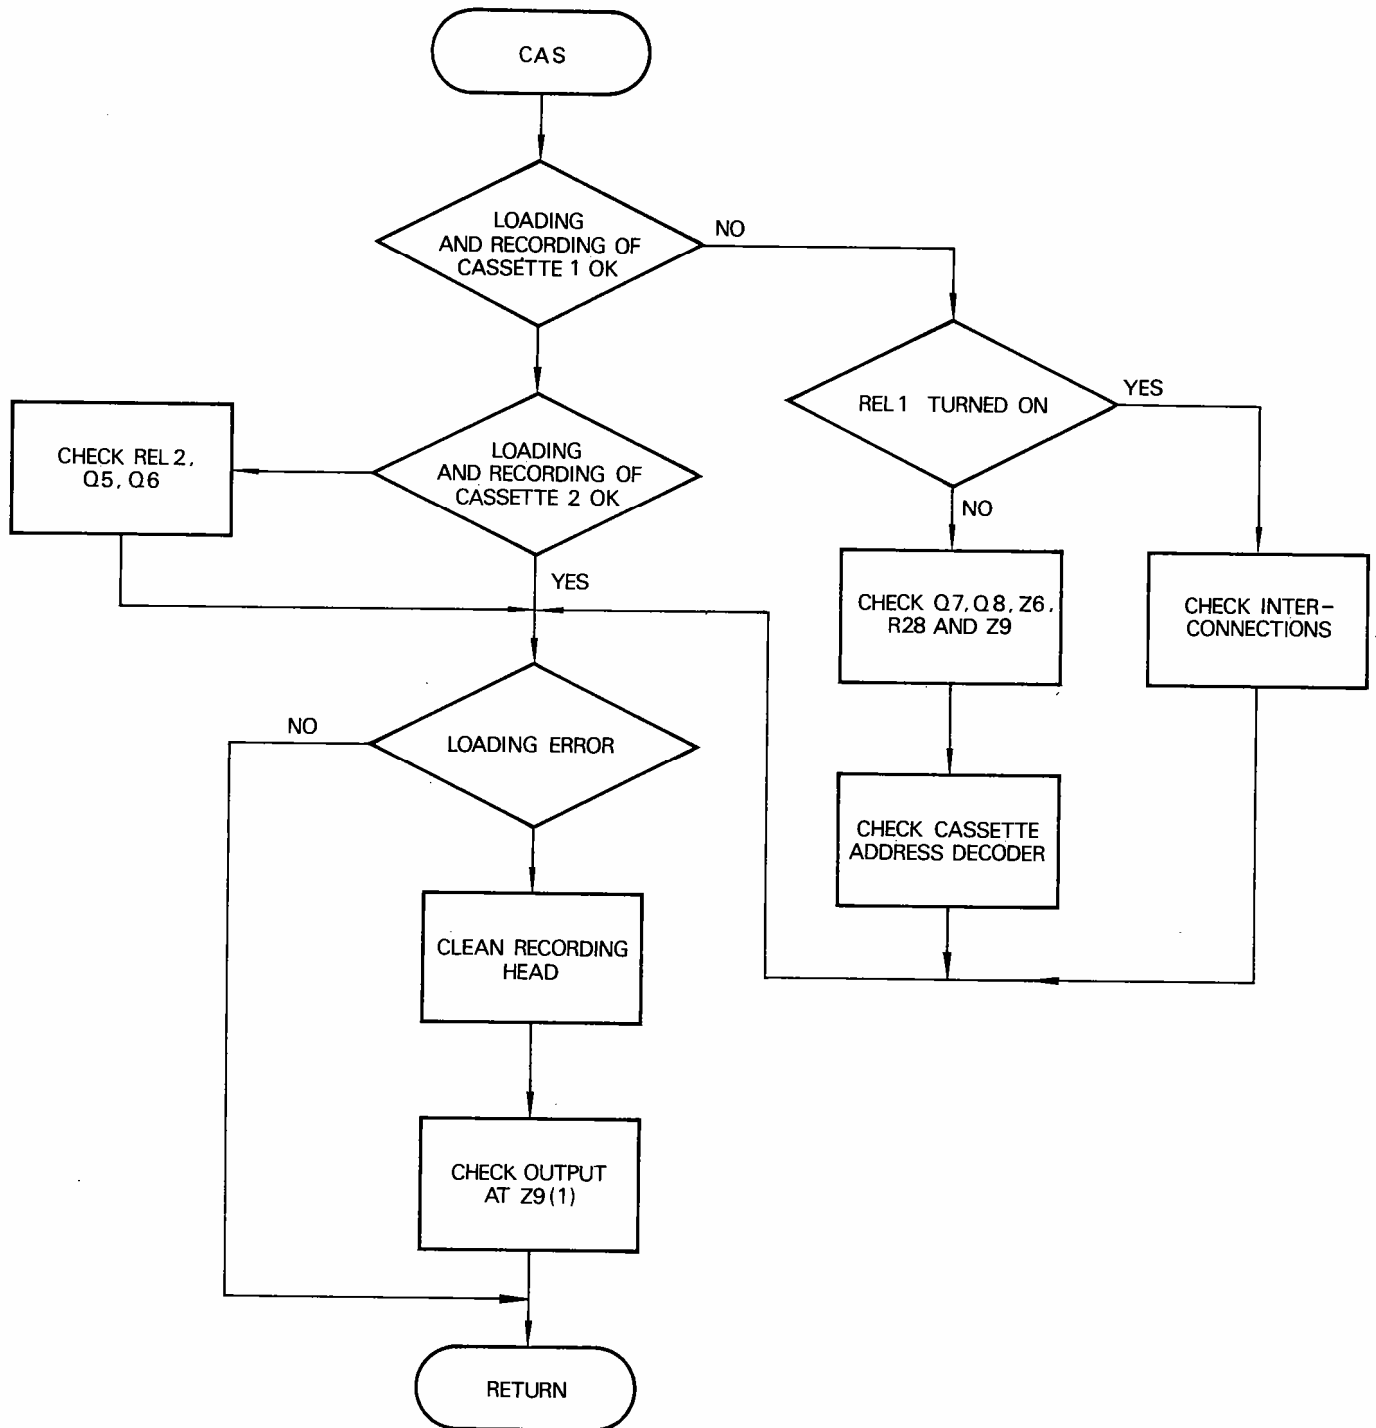 CAS
LOADING
AND RECORDING OF
CASSETTE 1 OK
NO
REL 1 TURNED ON
YES
NO
LOADING
AND RECORDING OF
CASSETTE 2 OK
CHECK REL 2,
Q5, Q6
YES
CHECK Q7, Q8, Z6,
R28 AND Z9
CHECK INTER-
CONNECTIONS
NO
LOADING ERROR
CHECK CASSETTE
ADDRESS DECODER
CLEAN RECORDING
HEAD
CHECK OUTPUT
AT Z9(1)
RETURN